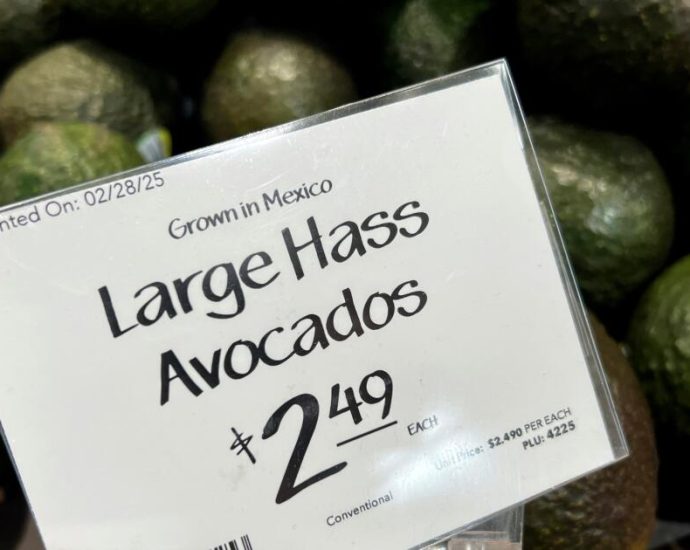 nted On: 02/28/25
Grown in Mexico
Large Hass
Avocados
$2.49 EACH
Unit Price: $2.490 PER EACH
PLU: 4225
Conventional